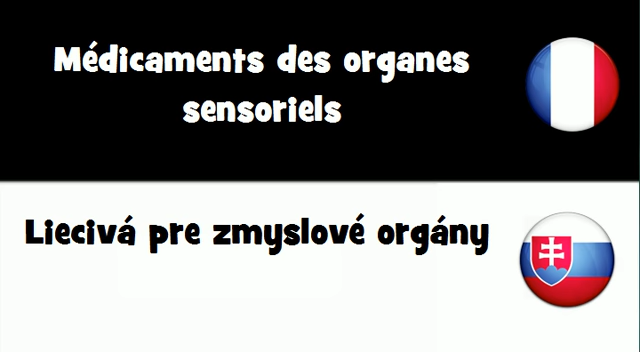 Médicaments des organes
sensoriels
Liecivá pre zmyslové orgány